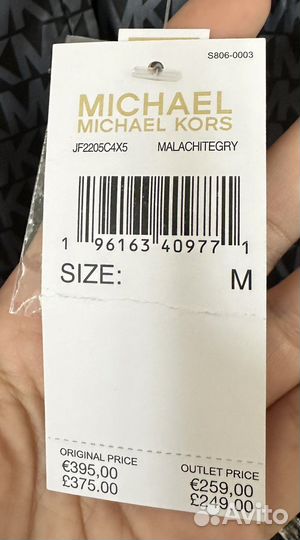 S806-0003
MICHAEL
MICHAEL KORS
JF2205C4X5 MALACHITEGRY
1 96163 40977 1
SIZE: M
ORIGINAL PRICE
€395,00
£375.00
OUTLET PRICE
€259,00
£249.00
Avito